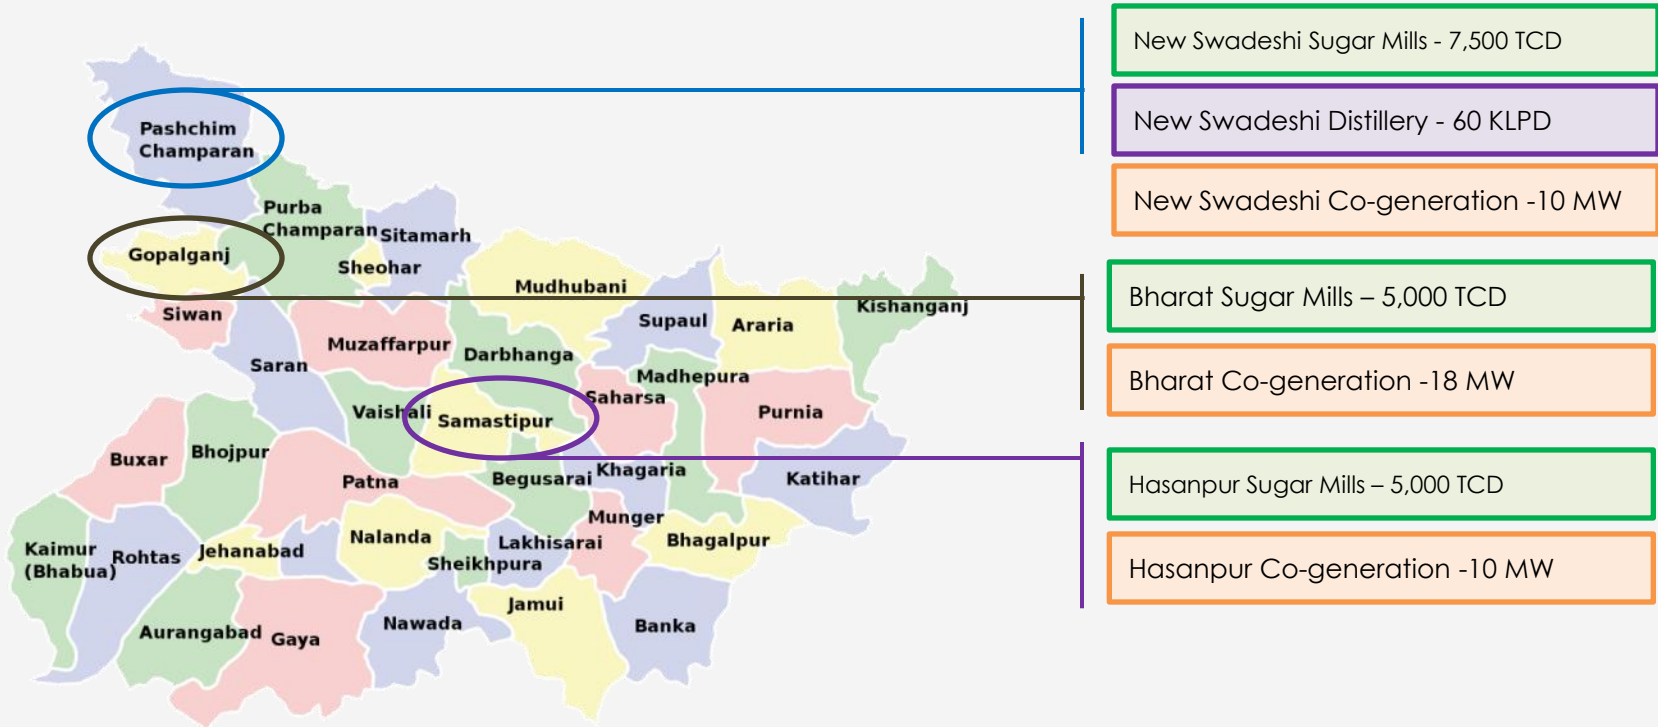 New Swadeshi Sugar Mills - 7,500 TCD
New Swadeshi Distillery - 60 KLPD
New Swadeshi Co-generation -10 MW
Bharat Sugar Mills – 5,000 TCD
Bharat Co-generation -18 MW
Hasanpur Sugar Mills – 5,000 TCD
Hasanpur Co-generation -10 MW
Pashchim
Champaran
Purba
Champaran
Sitamarh
Gopalganj
Sheohar
Mudhubani
Kishanganj
Siwan
Supaul
Araria
Muzaffarpur
Darbhanga
Saran
Madhepura
Saharsa
Vaishali
Samastipur
Purnia
Buxar
Bhojpur
Patna
Begusarai
Khagaria
Katihar
Munger
Kaimur
(Bhabua)
Rohtas
Jehanabad
Nalanda
Lakhisarai
Bhagalpur
Sheikhpura
Jamui
Aurangabad
Gaya
Nawada
Banka